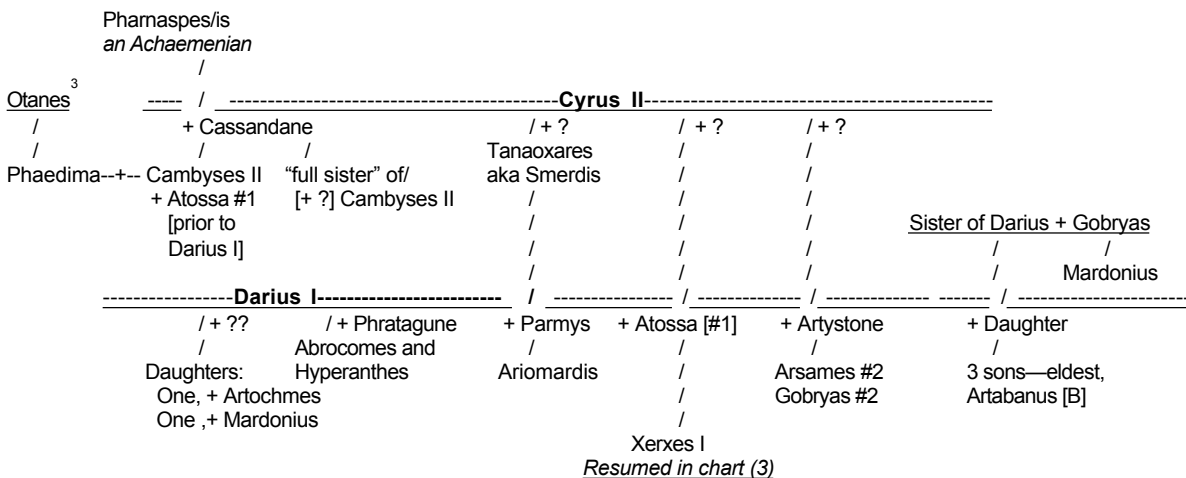 Pharnaspes/is
an Achaemenian
/
Otanes3 ----- / ---------------------------------------------Cyrus II-----------------------------------------------
/ + Cassandane / + ? / + ? / + ?
/ / / Tanaoxares / /
Phaedima--+-- Cambyses II “full sister” of/ aka Smerdis / /
+ Atossa #1 [+ ?] Cambyses II / / /
[prior to / / / Sister of Darius + Gobryas
Darius I] / / / / /
/ / / / Mardonius
------------------Darius I------------------------- / ----------------- / -------------- / -------------- ------- / ------------------------
/ + ?? / + Phratagune + Parmys + Atossa [#1] + Artystone + Daughter
/ Abrocomes and / / / /
Daughters: Hyperanthes Ariomardis / Arsames #2 3 sons—eldest,
One, + Artochmes / Gobryas #2 Artabanus [B]
One ,+ Mardonius /
Xerxes I
Resumed in chart (3)